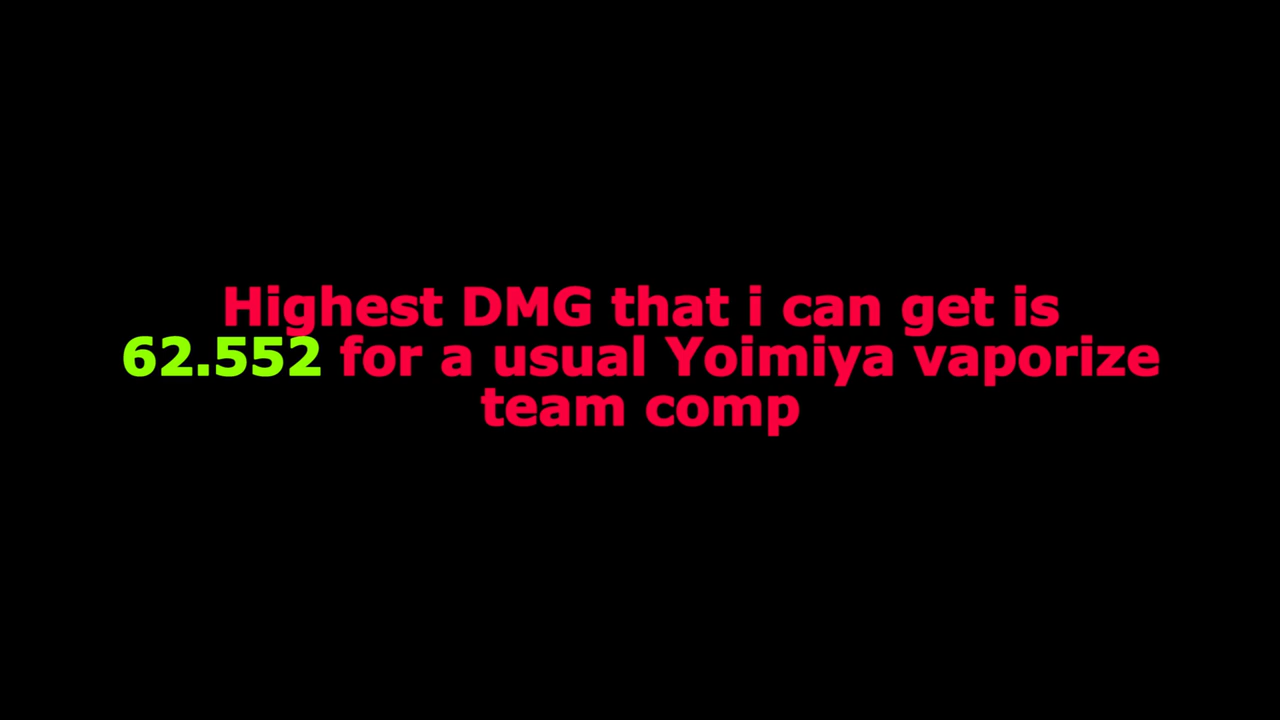 Highest DMG that i can get is
62.552 for a usual Yoimiya vaporize
team comp